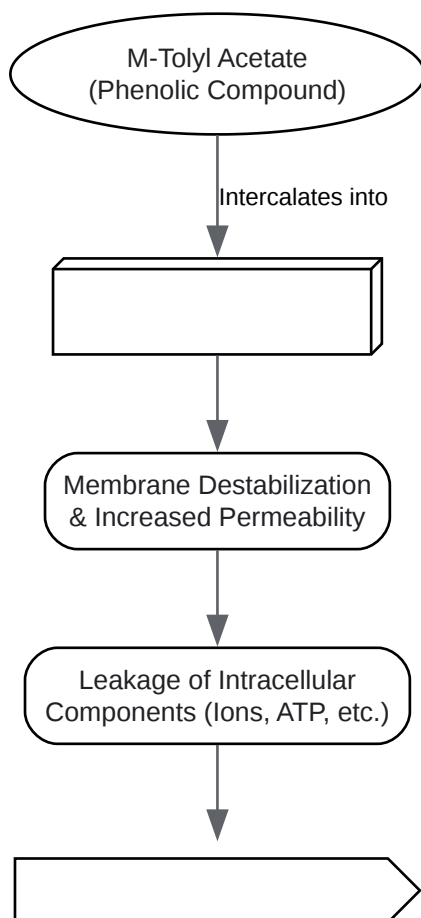 M-Tolyl Acetate
(Phenolic Compound)
Intercalates into
Membrane Destabilization
& Increased Permeability
Leakage of Intracellular
Components (Ions, ATP, etc.)